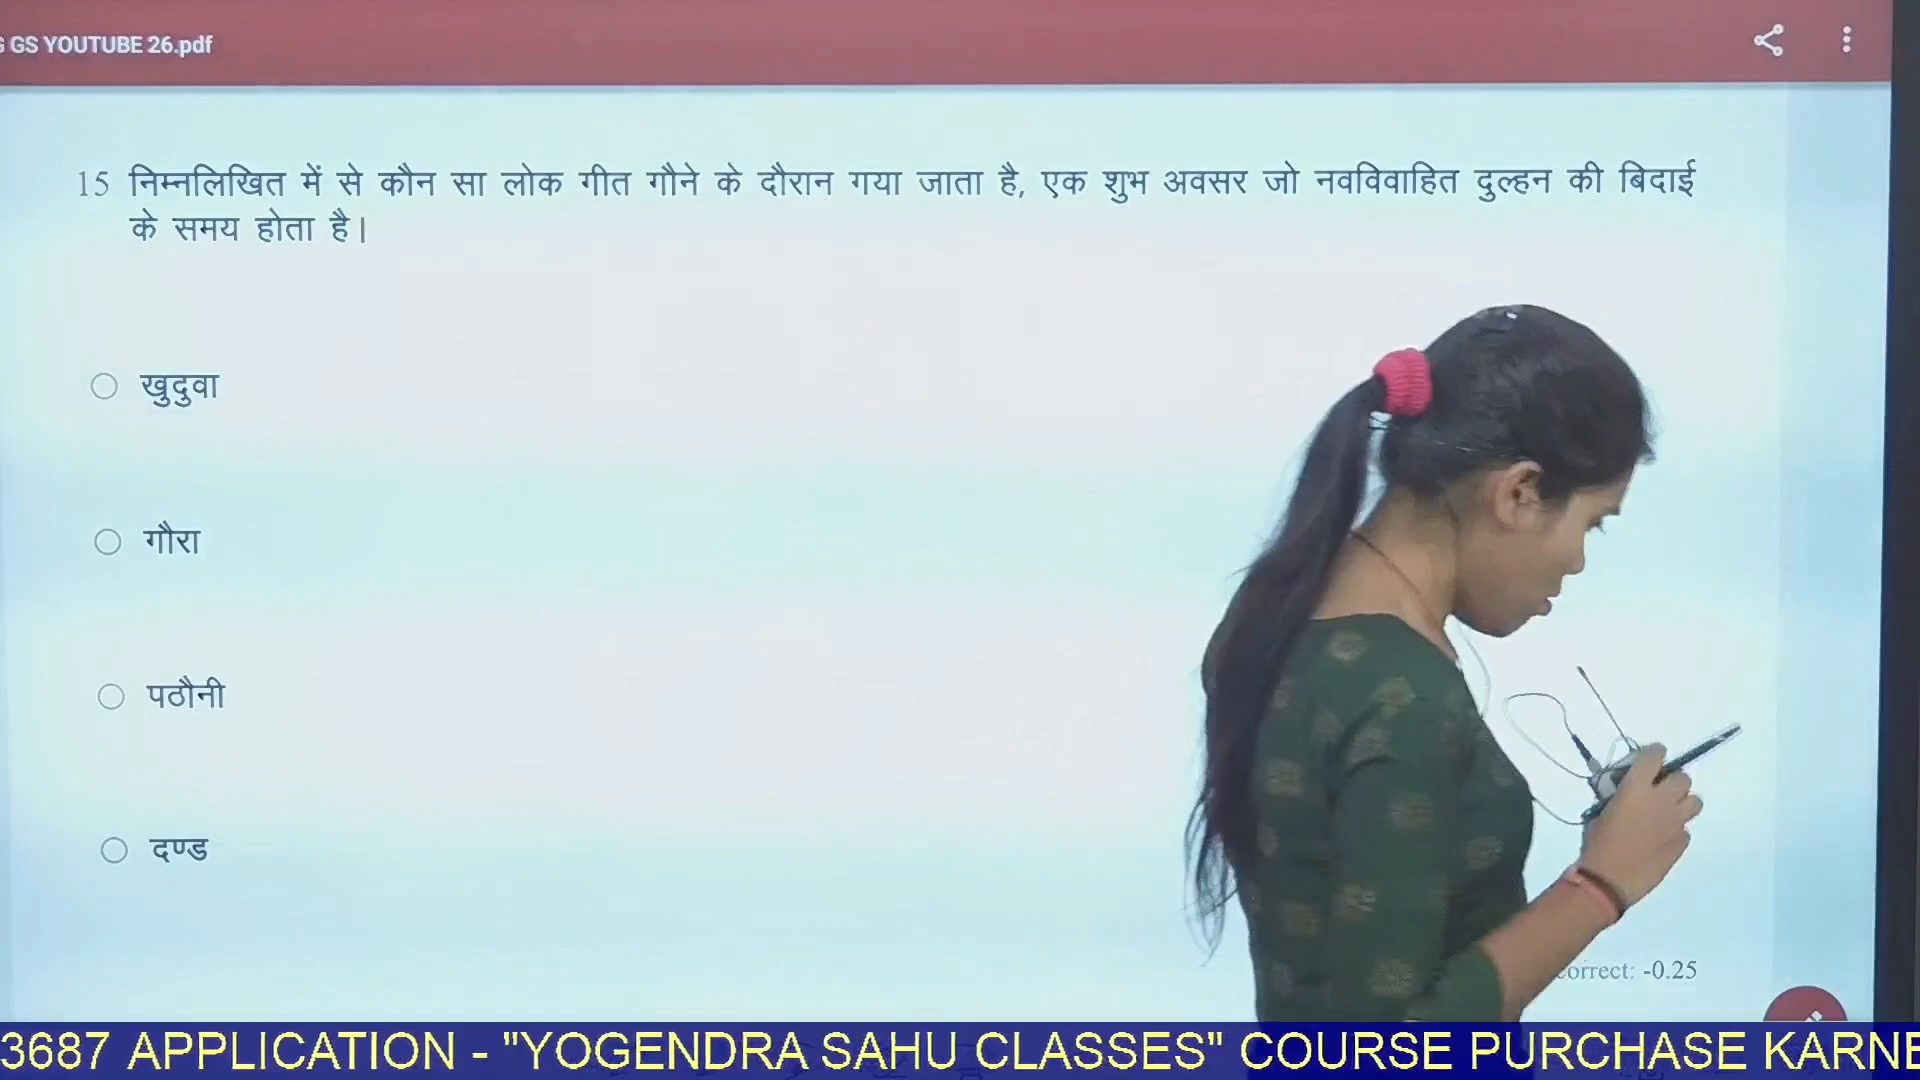 GS YOUTUBE 26.pdf
15 निम्नलिखित में से कौन सा लोक गीत गौने के दौरान गया जाता है, एक शुभ अवसर जो नवविवाहित दुल्हन की बिदाई
के समय होता है।
खुदुवा
गौरा
पठौनी
दण्ड
correct: -0.25
3687 APPLICATION - "YOGENDRA SAHU CLASSES" COURSE PURCHASE KARNE